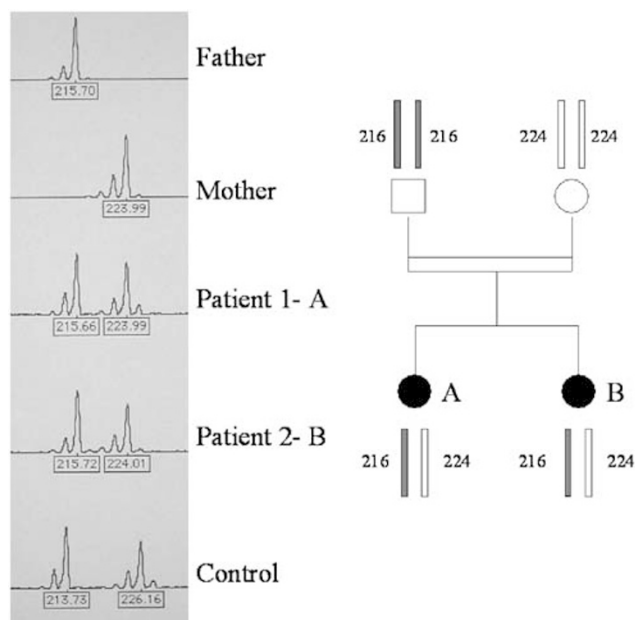 Father
215.70
216 216 224 224
Mother
223.99
Patient 1- A
215.66 223.99
A B
Patient 2- B
215.72 224.01
216 224 216 224
Control
213.73 226.16